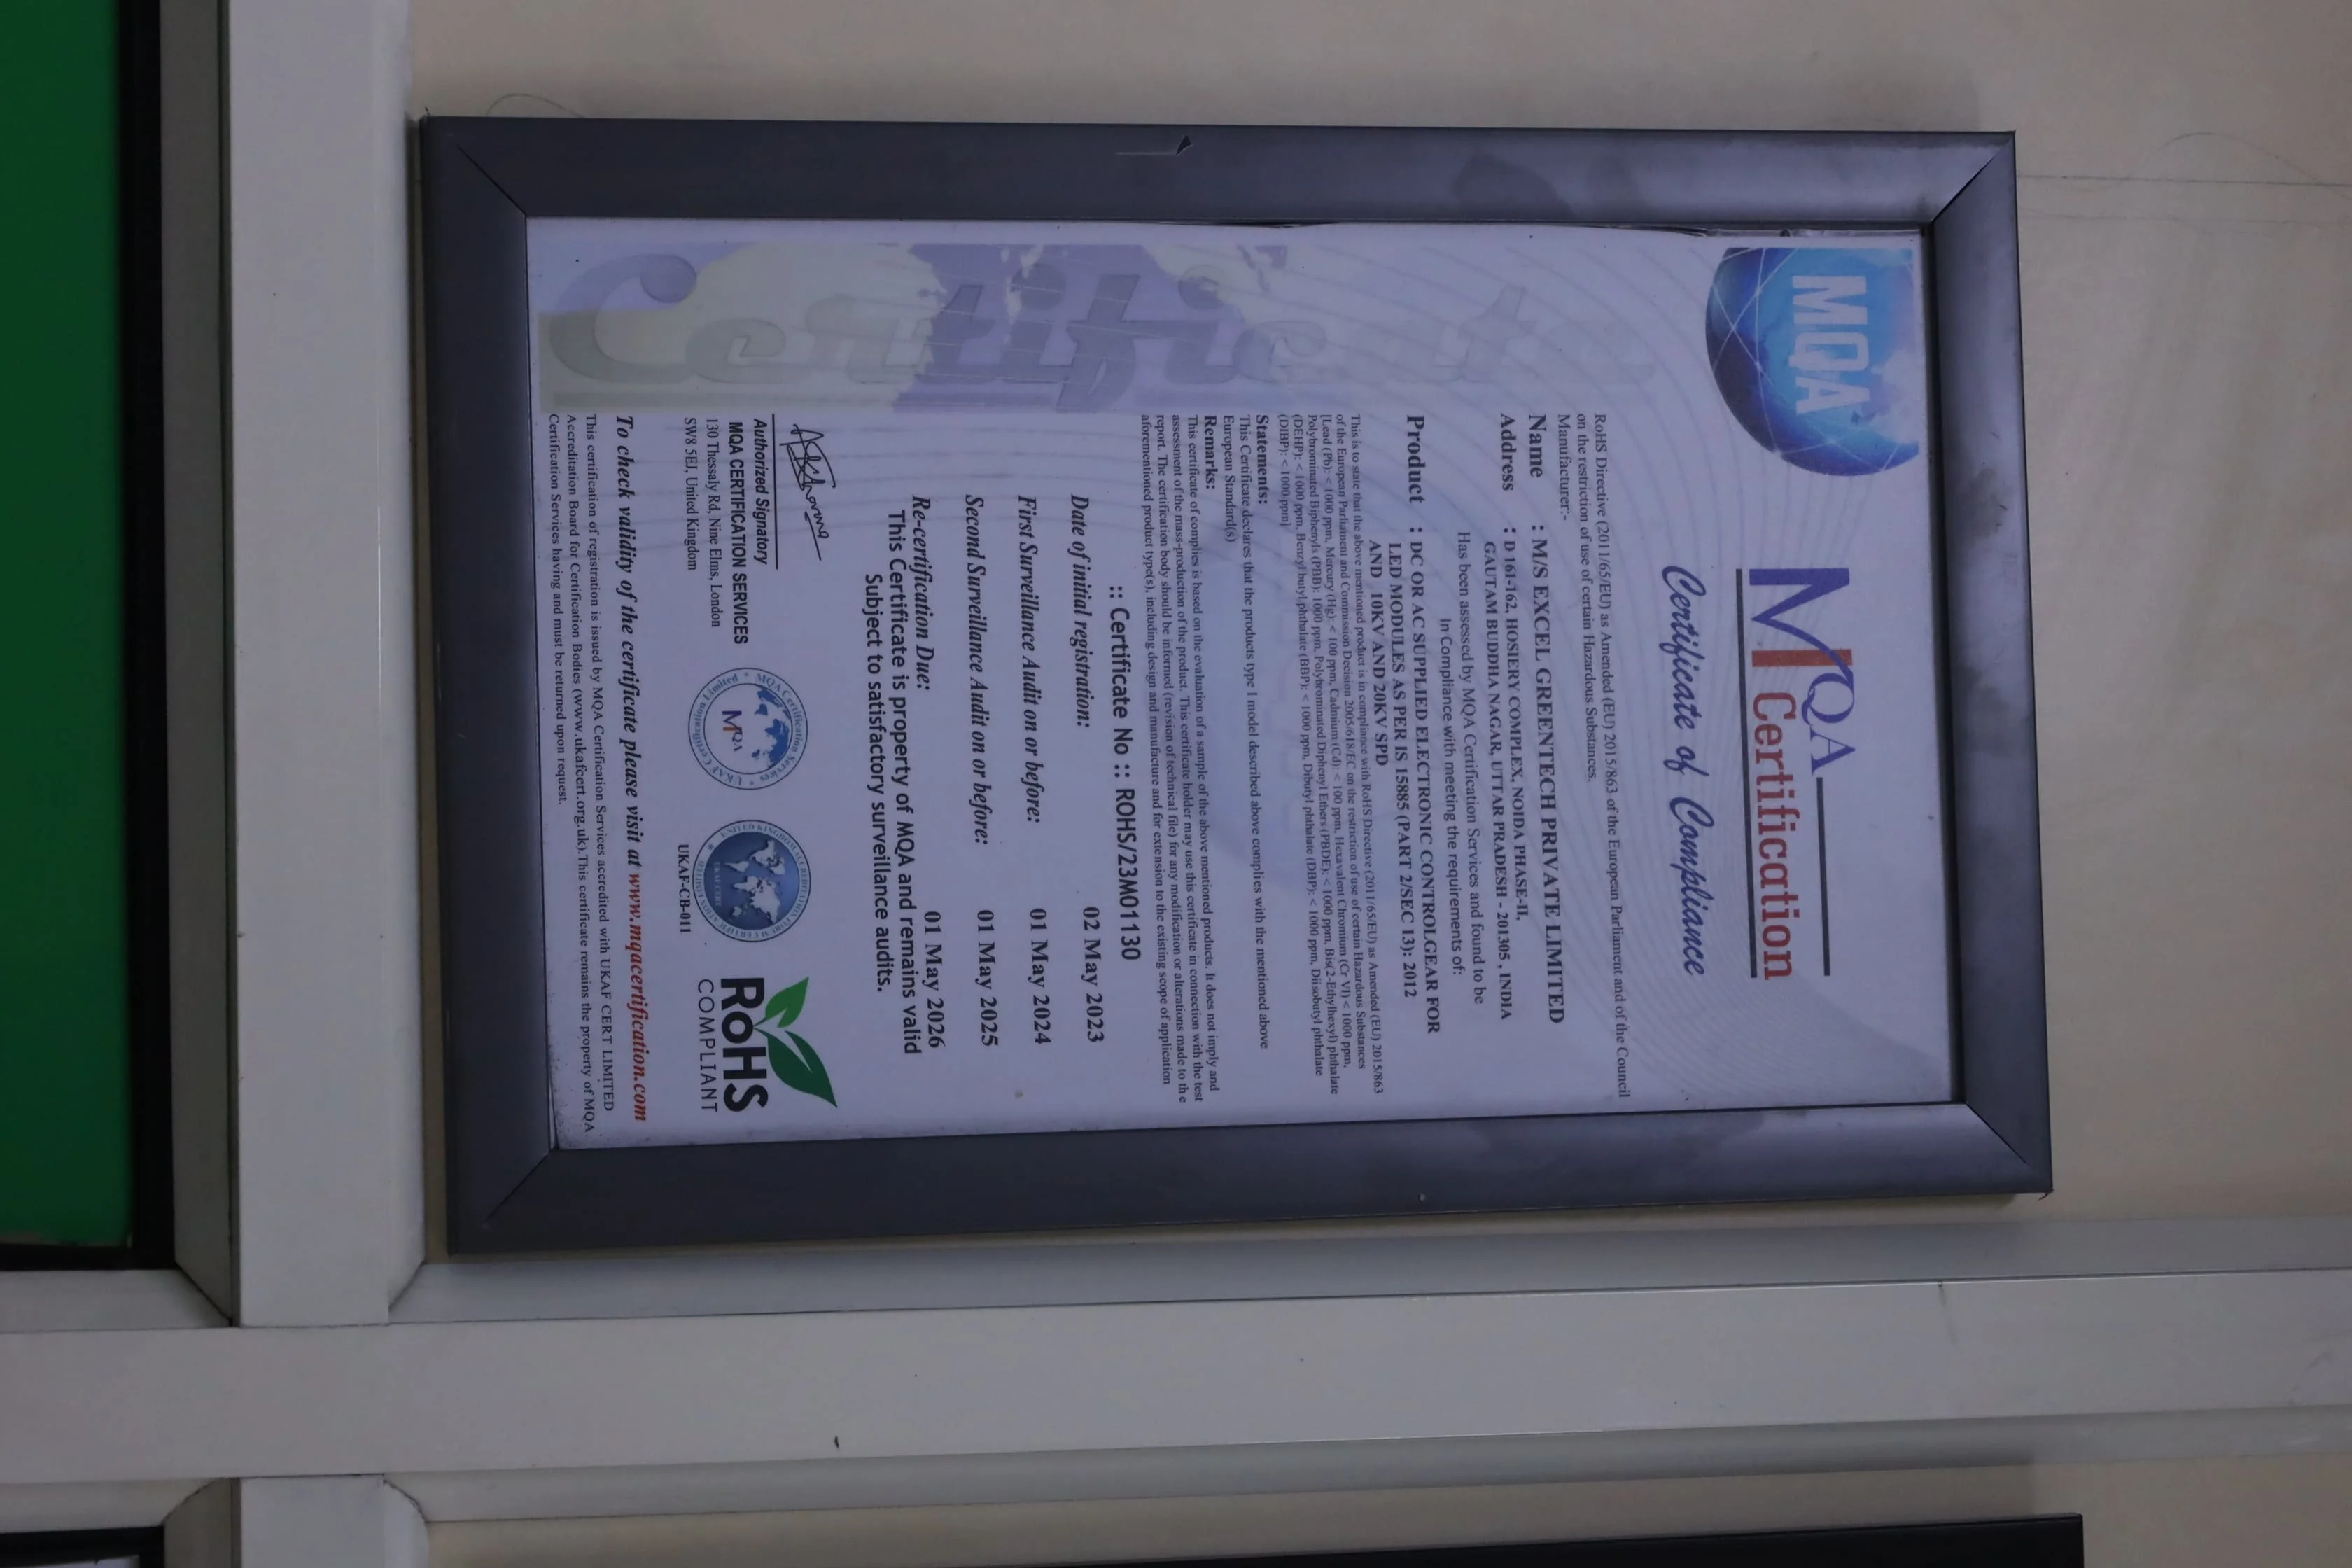 MQA
MQA
Certification
Certificate of Compliance
RoHS Directive (2011/65/EU) as Amended (EU) 2015/863 of the European Parliament and of the Council
on the restriction of use of certain Hazardous Substances.
Manufacturer:-
Name : M/S EXCEL GREENTECH PRIVATE LIMITED
Address : D 161-162, HOSIERY COMPLEX, NOIDA PHASE-II,
GAUTAM BUDDHA NAGAR, UTTAR PRADESH - 201305 , INDIA
Has been assessed by MQA Certification Services and found to be
In Compliance with meeting the requirements of:
Product : DC OR AC SUPPLIED ELECTRONIC CONTROLGEAR FOR
LED MODULES AS PER IS 15885 (PART 2/SEC 13): 2012
AND 10KV AND 20KV SPD
This is to state that the above mentioned product is in compliance with RoHS Directive (2011/65/EU) as Amended (EU) 2015/863
of the European Parliament and Commission Decision 2005/618/EC on the restriction of use of certain Hazardous Substances
[Lead (Pb): < 1000 ppm, Mercury (Hg): < 100 ppm, Cadmium (Cd): < 100 ppm, Hexavalent Chromium (Cr VI) < 1000 ppm,
Polybrominated Biphenyls (PBB): 1000 ppm, Polybrominated Diphenyl Ethers (PBDE): < 1000 ppm, Bis(2-Ethylhexyl) phthalate
(DEHP): < 1000 ppm, Benzyl butyl phthalate (BBP): < 1000 ppm, Dibutyl phthalate (DBP): < 1000 ppm, Diisobutyl phthalate
(DIBP): < 1000 ppm]
Statements:
This Certificate declares that the products type I model described above complies with the mentioned above
European Standard(s)
Remarks:
This certificate of complies is based on the evaluation of a sample of the above mentioned products. It does not imply and
assessment of the mass-production of the product. This certificate holder may use this certificate in connection with the test
report. The certification body should be informed (revision of technical file) for any modification or alterations made to the
aforementioned product type(s), including design and manufacture and for extension to the existing scope of application
:: Certificate No :: ROHS/23M01130
Date of initial registration: 02 May 2023
First Surveillance Audit on or before: 01 May 2024
Second Surveillance Audit on or before: 01 May 2025
Re-certification Due: 01 May 2026
This Certificate is property of MQA and remains valid
Subject to satisfactory surveillance audits.
Authorized Signatory
MQA CERTIFICATION SERVICES
130 Thessaly Rd, Nine Elms, London
SW8 5EJ, United Kingdom
MQA
UKAF-CB-011
RoHS
COMPLIANT
To check validity of the certificate please visit at www.mqacertification.com
This certification of registration is issued by MQA Certification Services accredited with UKAF CERT LIMITED
Accreditation Board for Certification Bodies (www.ukafcert.org.uk).This certificate remains the property of MQA
Certification Services having and must be returned upon request.
Certificate